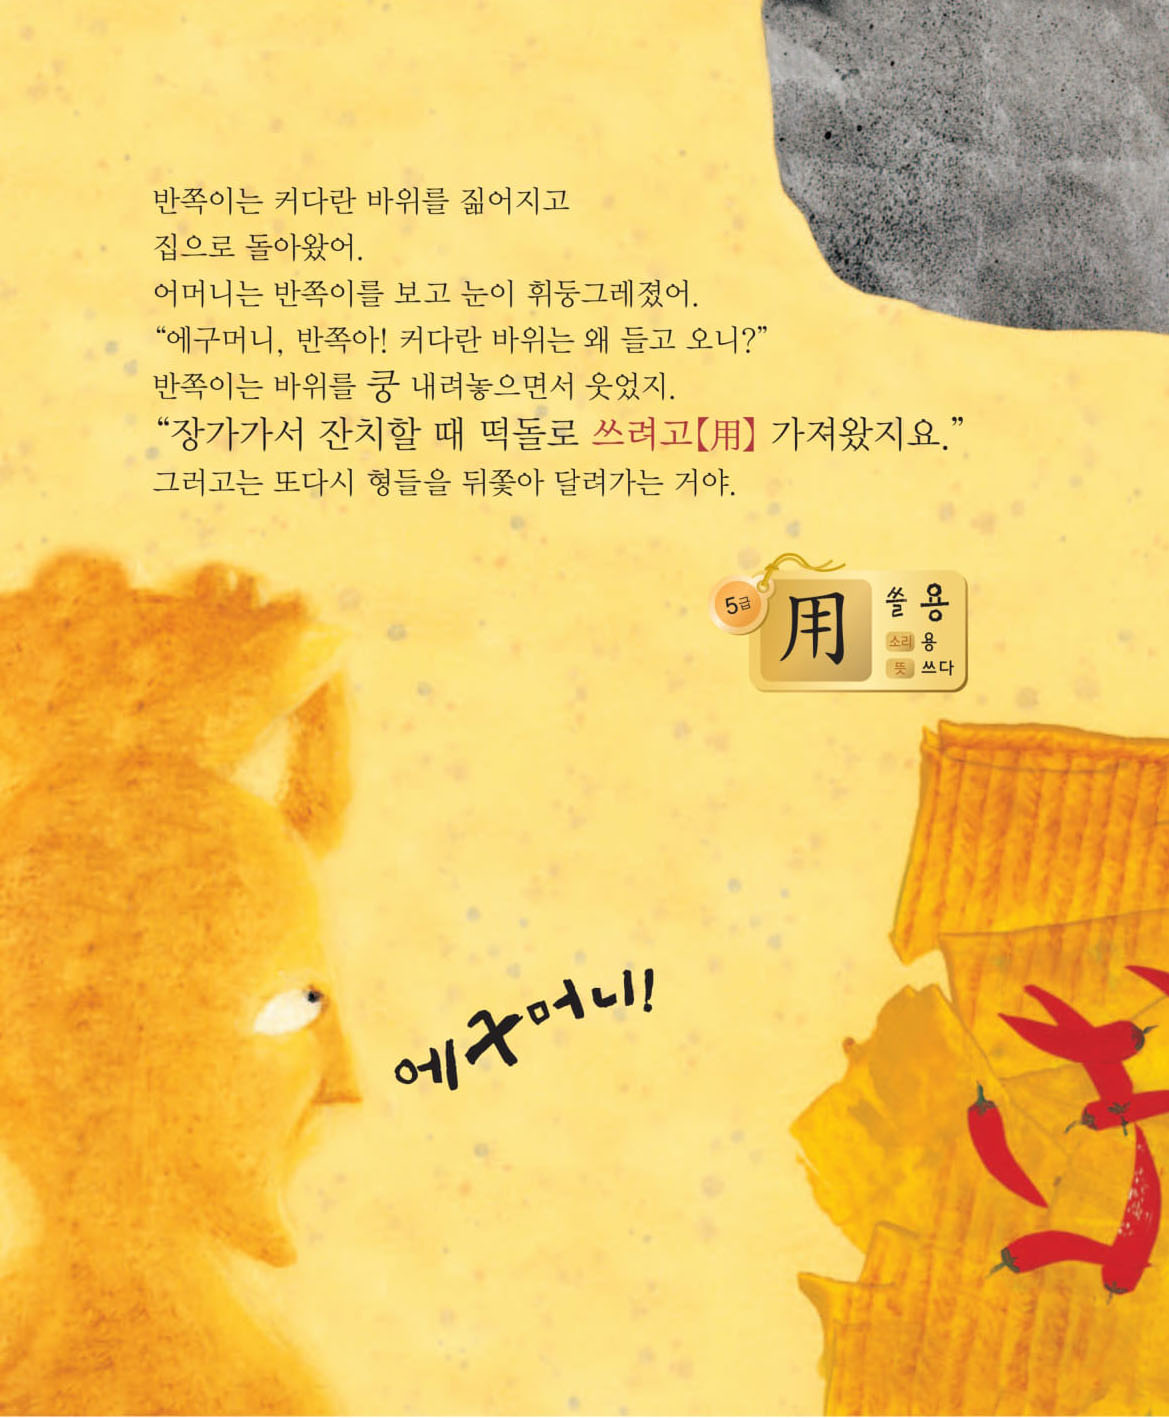 반쪽이는 커다란 바위를 짊어지고
집으로 돌아왔어.
어머니는 반쪽이를 보고 눈이 휘둥그레졌어.
“에구머니, 반쪽아! 커다란 바위는 왜 들고 오니?”
반쪽이는 바위를 쿵 내려놓으면서 웃었지.
“장가가서 잔치할 때 떡돌로 쓰려고【用】 가져왔지요.”
그러고는 또다시 형들을 뒤쫓아 달려가는 거야.
5급
用
쓸 용
소리 용
뜻 쓰다
에구머니!